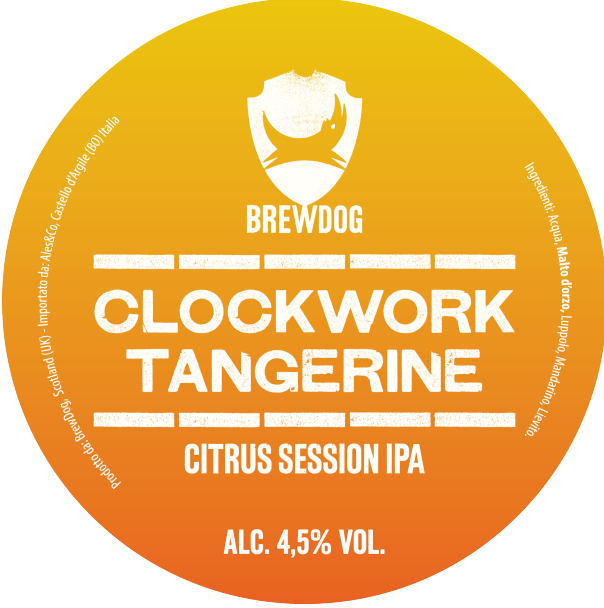 BREWDOG
CLOCKWORK
TANGERINE
CITRUS SESSION IPA
ALC. 4,5% VOL.
Prodotto da: BrewDog, Scotland (UK) - Importato da: Ales&Co, Castello d'Argile (BO) Italia
Ingredienti: Acqua, Malto d'orzo, Luppolo, Mandarino, Lievito.